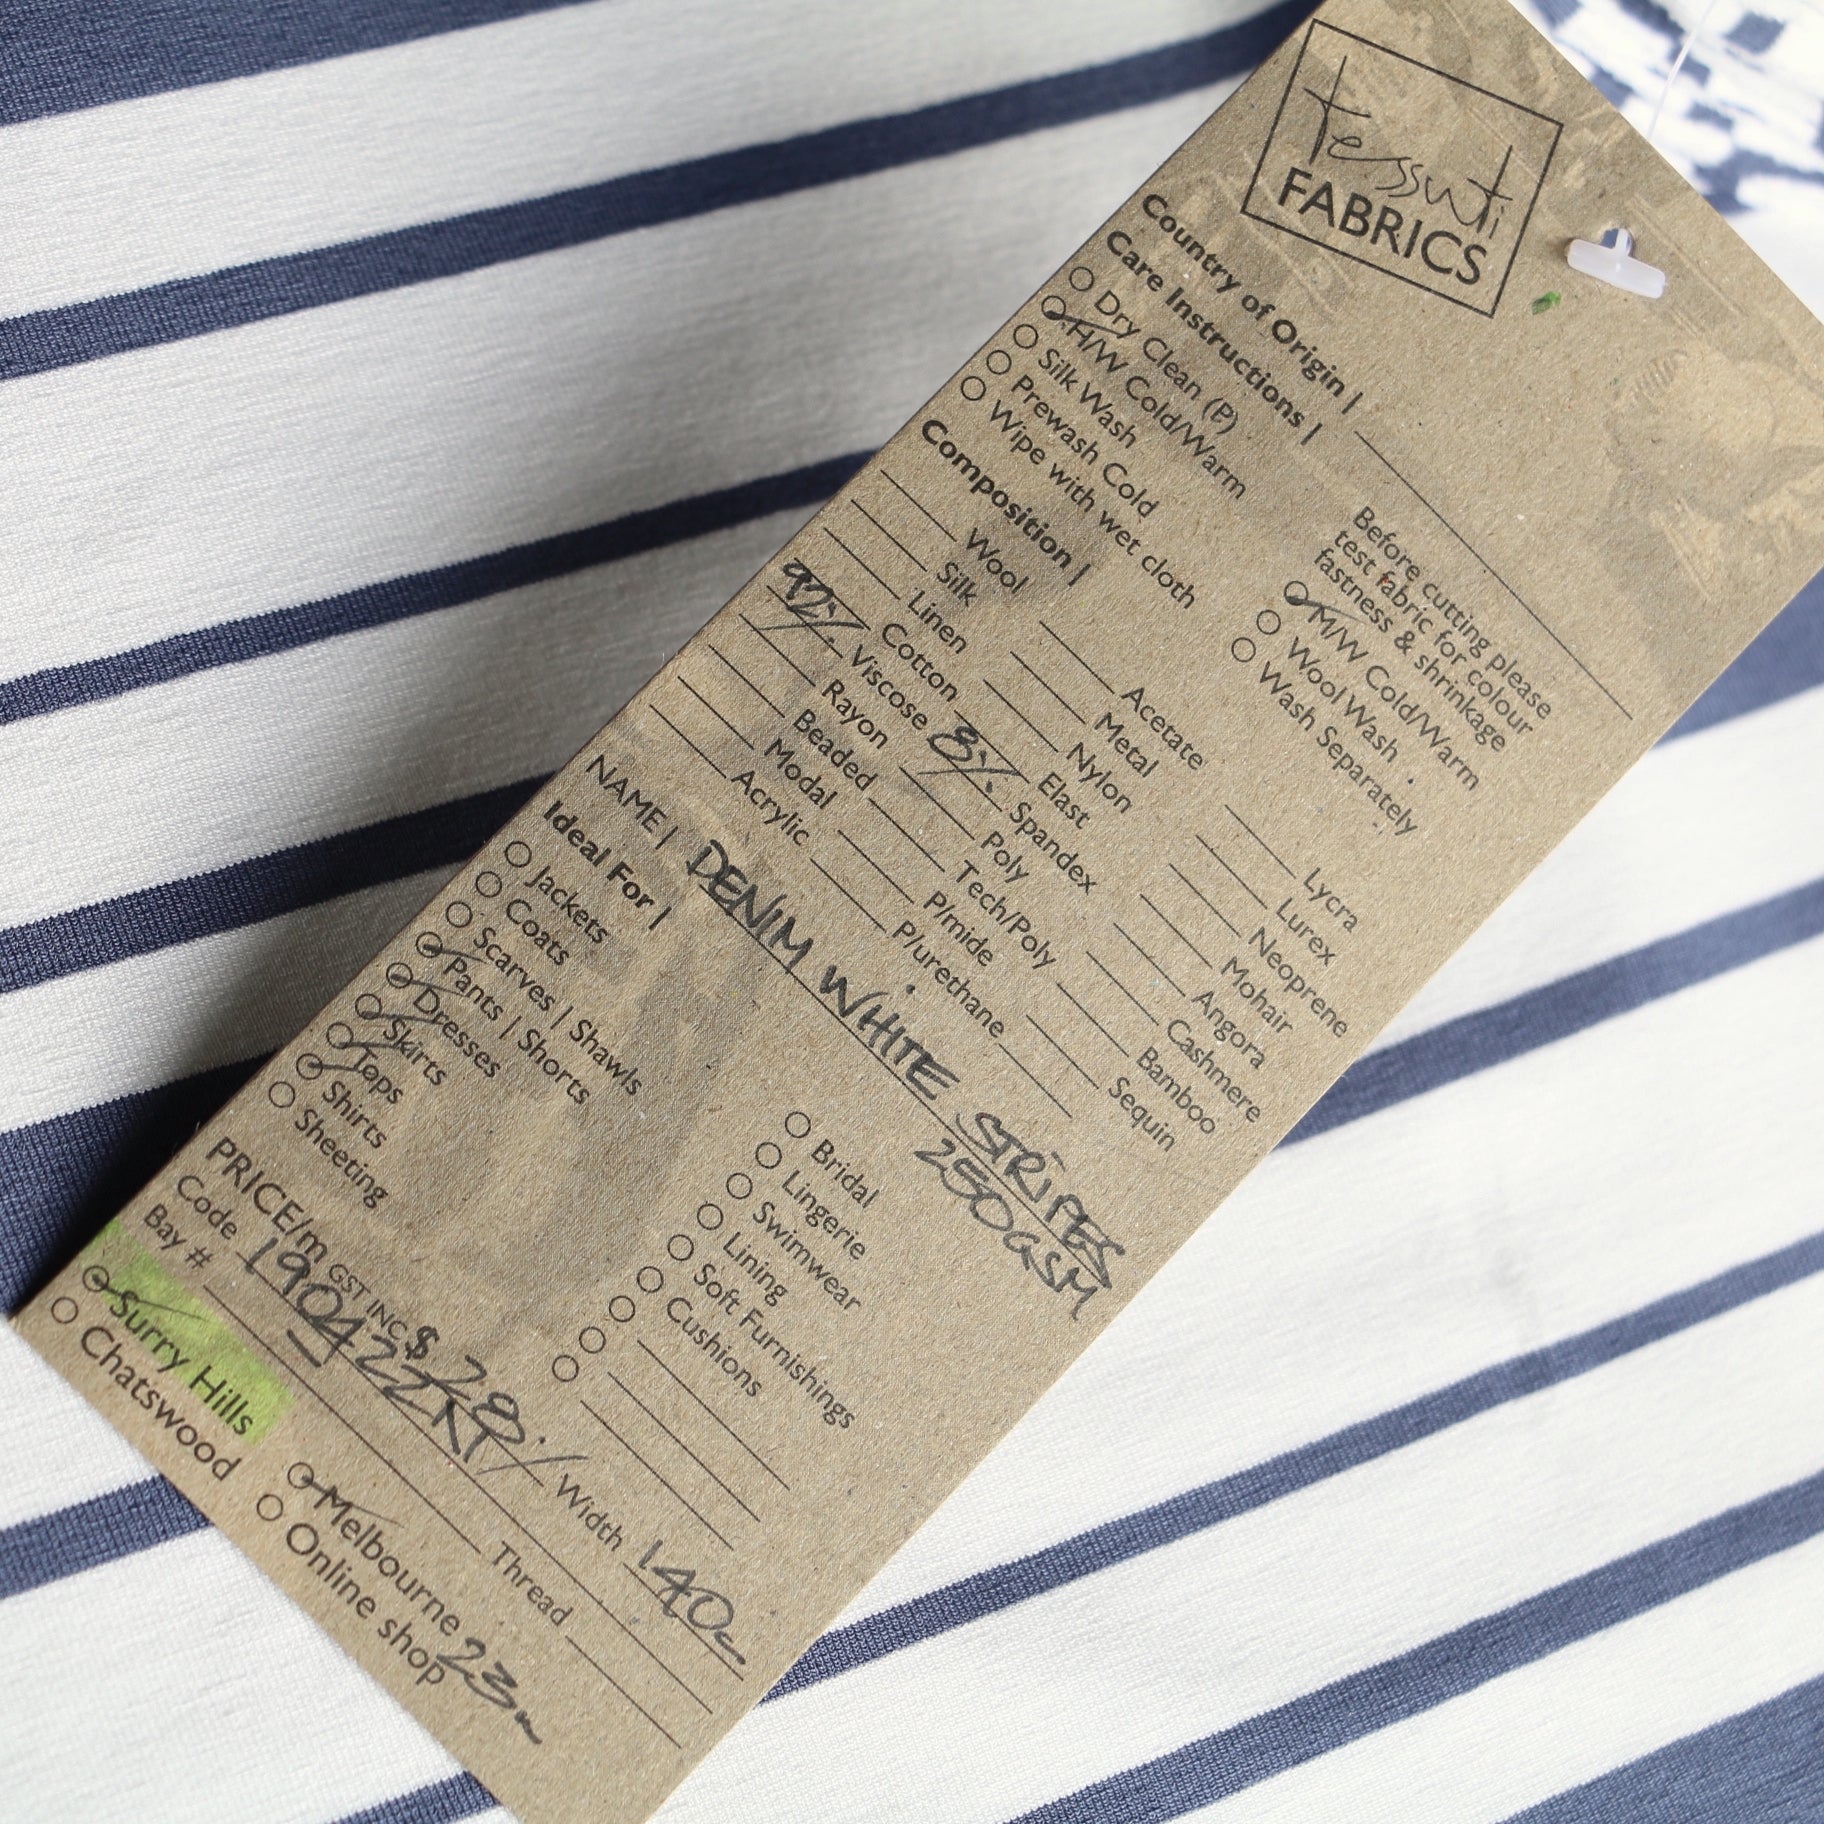 tessuti
FABRICS
Country of Origin |
Care Instructions |
Dry Clean (P)
H/W Cold/Warm
Silk Wash
Prewash Cold
Wipe with wet cloth
Before cutting please
test fabric for colour
fastness & shrinkage
M/W Cold/Warm
Wool Wash
Wash Separately
Composition |
Wool
Silk
Linen
Cotton
92% Viscose
Rayon
Beaded
Modal
Acrylic
Acetate
Metal
Nylon
Elast
8% Spandex
Poly
Tech/Poly
P/mide
P/urethane
Lycra
Lurex
Neoprene
Mohair
Angora
Cashmere
Bamboo
Sequin
NAME | DENIM WHITE STRIPES
250GSM
Ideal For |
Jackets
Coats
Scarves | Shawls
Pants | Shorts
Dresses
Skirts
Tops
Shirts
Sheeting
Bridal
Lingerie
Swimwear
Lining
Soft Furnishings
Cushions
PRICE/m GST INC $ 28.- Width 140c
Code 190422KT Thread
Bay #
Surry Hills
Chatswood
Melbourne 23m
Online shop